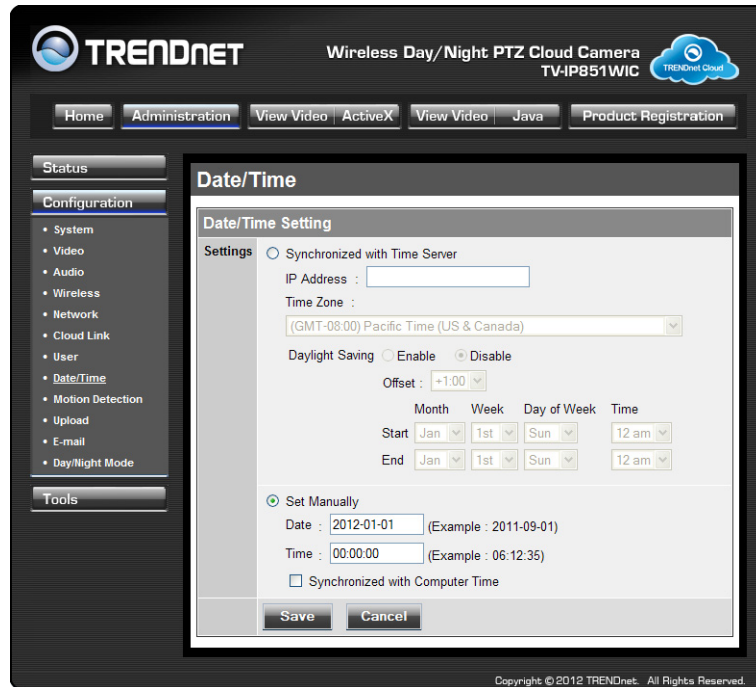 TRENDNET
Wireless Day/Night PTZ Cloud Camera
TV-IP851WIC
TRENDnet Cloud
Home Administration View Video ActiveX View Video Java Product Registration
Status
Configuration
• System
• Video
• Audio
• Wireless
• Network
• Cloud Link
• User
• Date/Time
• Motion Detection
• Upload
• E-mail
• Day/Night Mode
Tools
Date/Time
Date/Time Setting
Settings
Synchronized with Time Server
IP Address :
Time Zone :
(GMT-08:00) Pacific Time (US & Canada)
Daylight Saving Enable Disable
Offset : +1:00
Month Week Day of Week Time
Start Jan 1st Sun 12 am
End Jan 1st Sun 12 am
Set Manually
Date : 2012-01-01 (Example : 2011-09-01)
Time : 00:00:00 (Example : 06:12:35)
Synchronized with Computer Time
Save Cancel
Copyright © 2012 TRENDnet. All Rights Reserved.